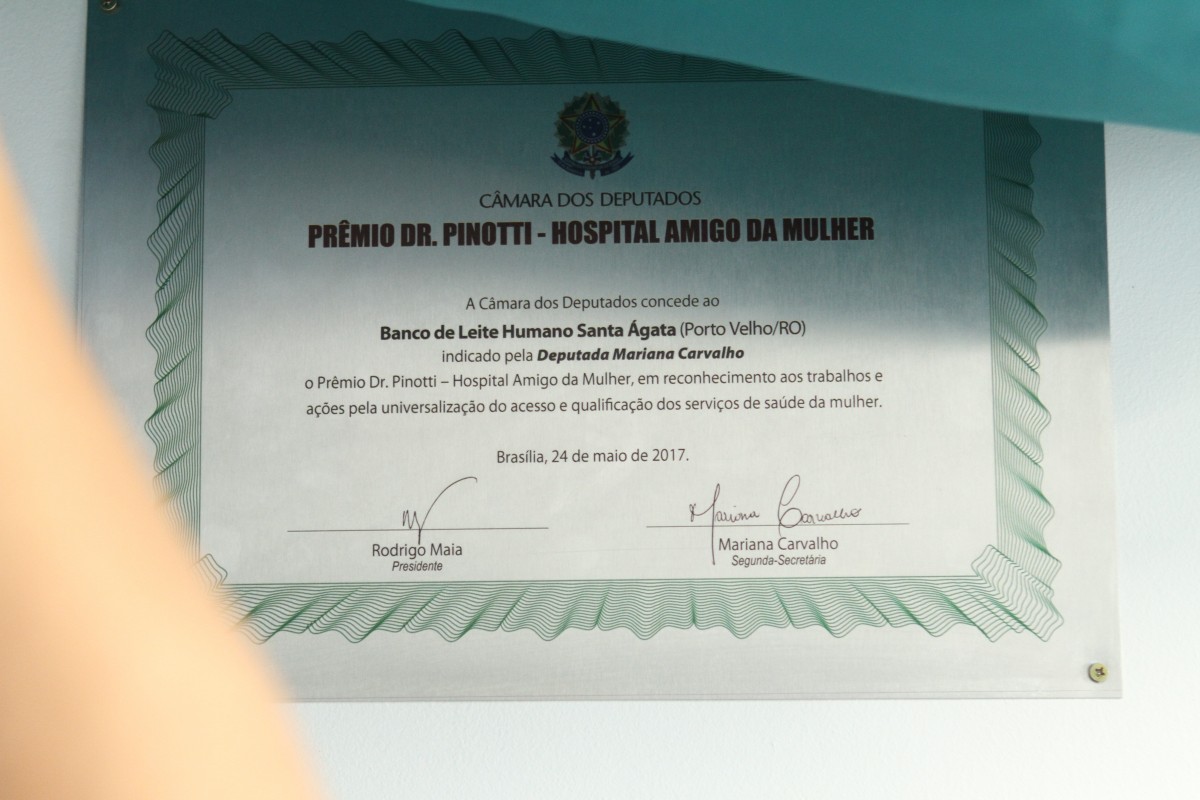 CÂMARA DOS DEPUTADOS
PRÊMIO DR. PINOTTI - HOSPITAL AMIGO DA MULHER
A Câmara dos Deputados concede ao
Banco de Leite Humano Santa Ágata (Porto Velho/RO)
indicado pela Deputada Mariana Carvalho
o Prêmio Dr. Pinotti – Hospital Amigo da Mulher, em reconhecimento aos trabalhos e
ações pela universalização do acesso e qualificação dos serviços de saúde da mulher.
Brasília, 24 de maio de 2017.
Mariana Carvalho
Rodrigo Maia
Presidente
Mariana Carvalho
Segunda-Secretária